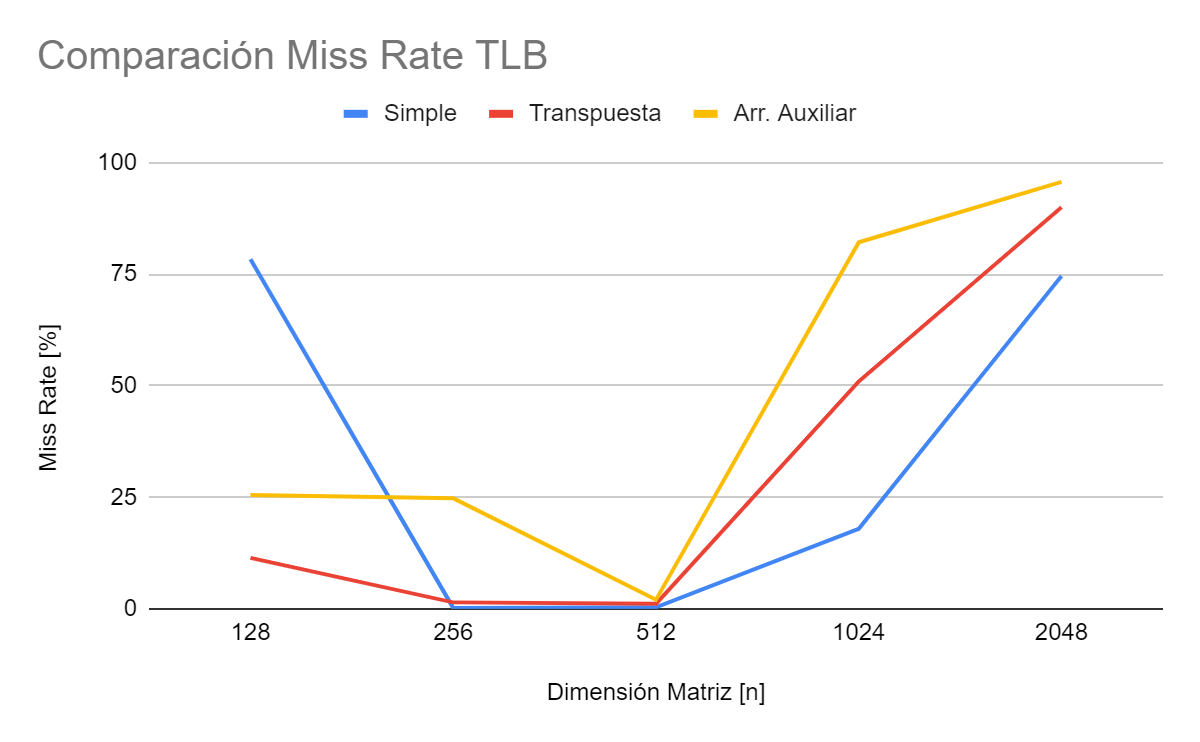 Comparación Miss Rate TLB
Simple Transpuesta Arr. Auxiliar
100
75
50
25
0
Miss Rate [%]
128 256 512 1024 2048
Dimensión Matriz [n]